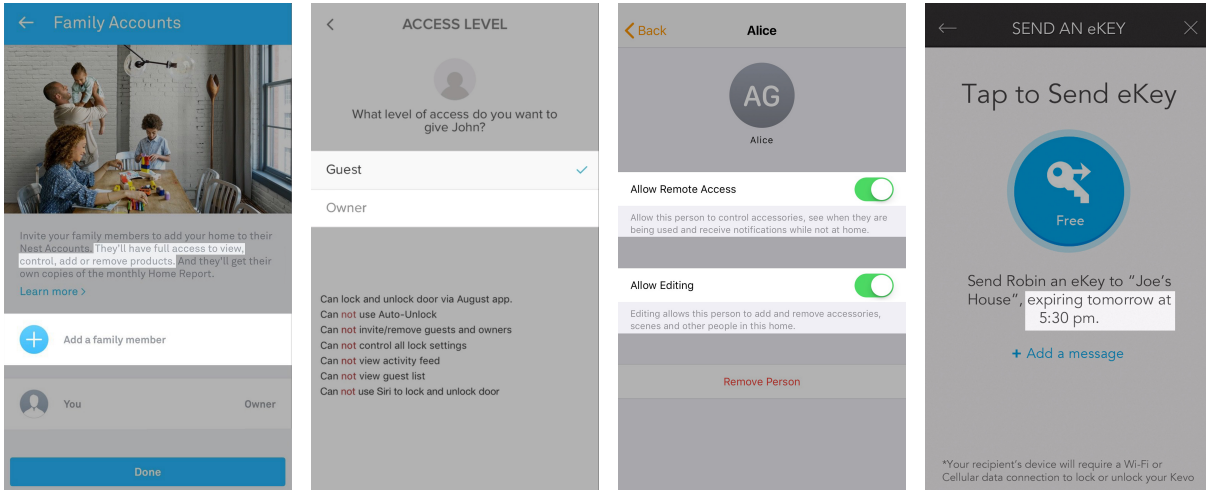 Family Accounts
Invite your family members to add your home to their
Nest Accounts. They'll have full access to view,
control, add or remove products. And they'll get their
own copies of the monthly Home Report.
Learn more >
Add a family member
You Owner
Done
ACCESS LEVEL
What level of access do you want to
give John?
Guest
Owner
Can lock and unlock door via August app.
Can not use Auto-Unlock
Can not invite/remove guests and owners
Can not control all lock settings
Can not view activity feed
Can not view guest list
Can not use Siri to lock and unlock door
Back Alice
AG
Alice
Allow Remote Access
Allow this person to control accessories, see when they are
being used and receive notifications while not at home.
Allow Editing
Editing allows this person to add and remove accessories,
scenes and other people in this home.
Remove Person
SEND AN eKEY
Tap to Send eKey
Free
Send Robin an eKey to “Joe’s
House”, expiring tomorrow at
5:30 pm.
+ Add a message
*Your recipient’s device will require a Wi-Fi or
Cellular data connection to lock or unlock your Kevo